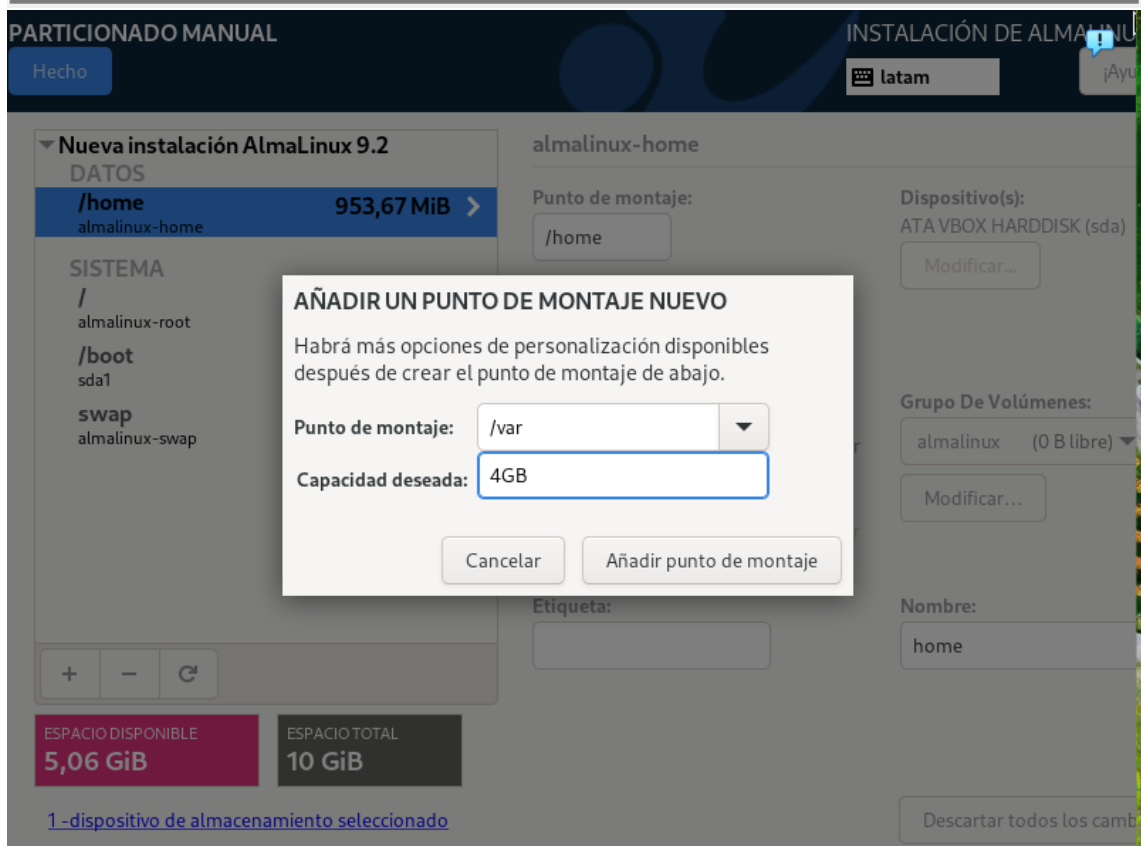 PARTICIONADO MANUAL
INSTALACIÓN DE ALMALINU
Hecho
latam
¡Ayu
Nueva instalación AlmaLinux 9.2
almalinux-home
DATOS
/home
953,67 MiB
almalinux-home
Punto de montaje:
/home
Dispositivo(s):
ATA VBOX HARDDISK (sda)
Modificar...
SISTEMA
/
almalinux-root
/boot
sda1
swap
almalinux-swap
AÑADIR UN PUNTO DE MONTAJE NUEVO
Habrá más opciones de personalización disponibles
después de crear el punto de montaje de abajo.
Punto de montaje:
/var
Capacidad deseada:
4GB
Cancelar
Añadir punto de montaje
Grupo De Volúmenes:
almalinux (0 B libre)
Modificar...
Etiqueta:
Nombre:
home
ESPACIO DISPONIBLE
5,06 GiB
ESPACIO TOTAL
10 GiB
1 -dispositivo de almacenamiento seleccionado
Descartar todos los camb